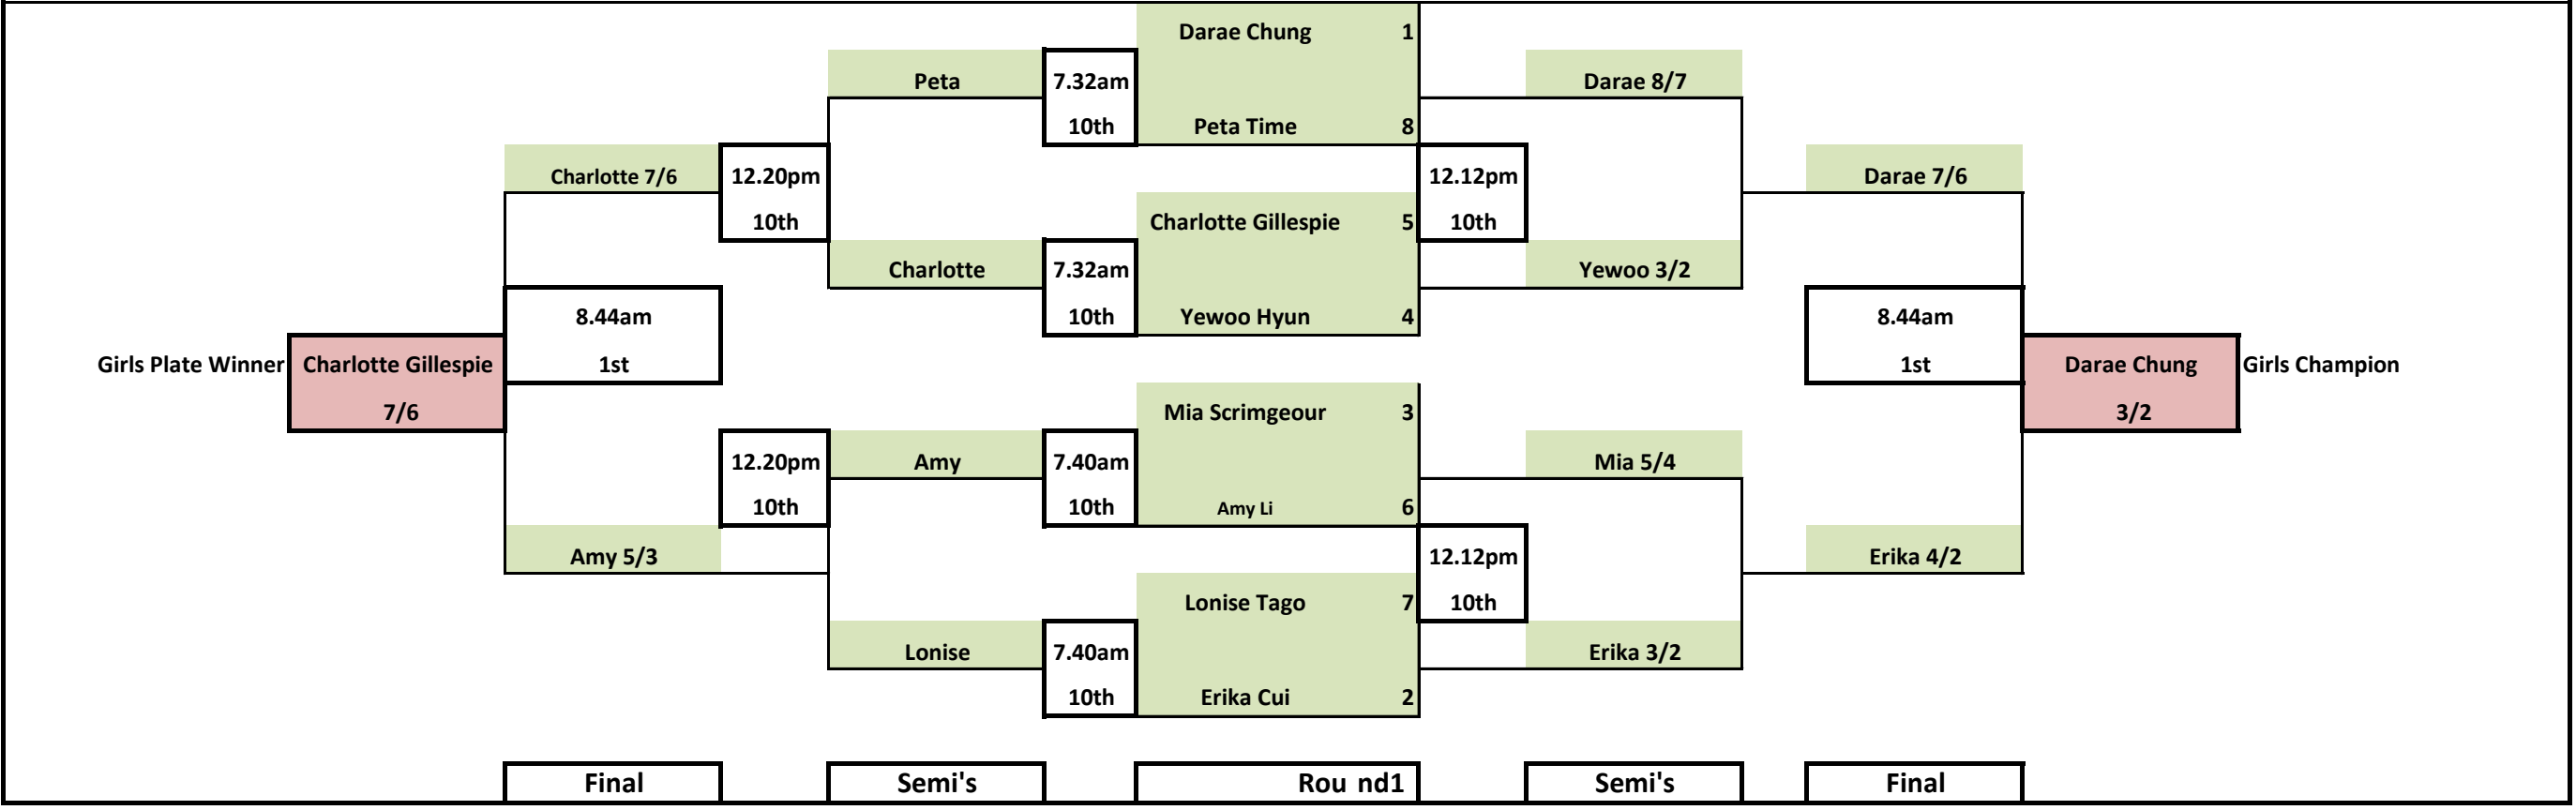 Darae Chung 1
Peta 7.32am Darae 8/7
10th Peta Time 8
Charlotte 7/6 12.20pm 12.12pm Darae 7/6
10th Charlotte Gillespie 5 10th
Charlotte 7.32am Yewoo 3/2
8.44am 10th Yewoo Hyun 4 8.44am
Girls Plate Winner Charlotte Gillespie 1st 1st Darae Chung Girls Champion
7/6 Mia Scrimgeour 3 3/2
12.20pm Amy 7.40am Mia 5/4
10th 10th Amy Li 6
Amy 5/3 12.12pm Erika 4/2
Lonise Tago 7 10th
Lonise 7.40am Erika 3/2
10th Erika Cui 2
Final Semi's Rou nd1 Semi's Final